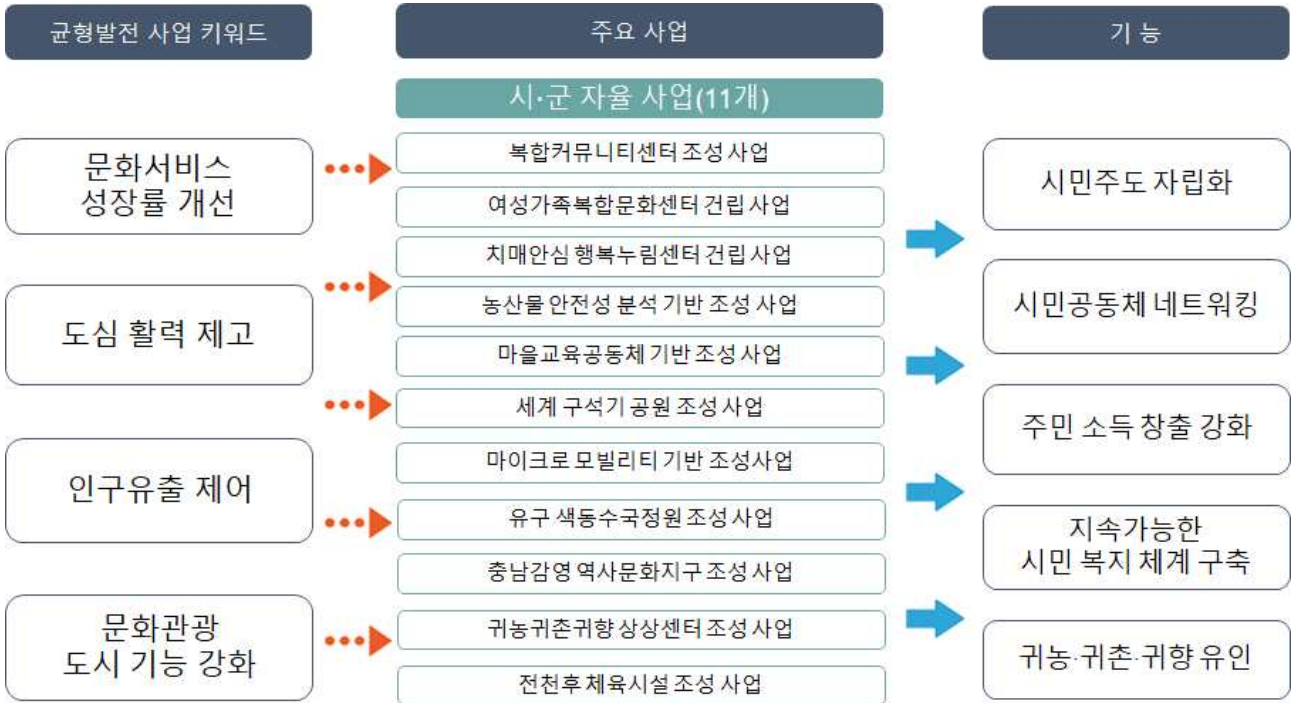 균형발전 사업 키워드
문화서비스
성장률 개선
도심 활력 제고
인구유출 제어
문화관광
도시 기능 강화
주요 사업
시·군 자율 사업(11개)
복합커뮤니티센터 조성 사업
여성가족복합문화센터 건립 사업
치매안심 행복누림센터 건립 사업
농산물 안전성 분석 기반 조성 사업
마을교육공동체 기반 조성 사업
세계 구석기 공원 조성 사업
마이크로 모빌리티 기반 조성사업
유구 색동수국정원 조성 사업
충남감영 역사문화지구 조성 사업
귀농귀촌귀향 상상센터 조성 사업
전천후 체육시설 조성 사업
기 능
시민주도 자립화
시민공동체 네트워킹
주민 소득 창출 강화
지속가능한
시민 복지 체계 구축
귀농·귀촌·귀향 유인